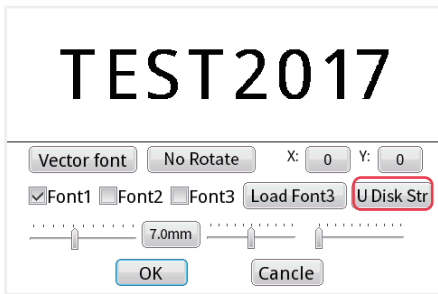 TEST2017
Vector font No Rotate X: 0 Y: 0
Font1 Font2 Font3 Load Font3 U Disk Str
7.0mm
OK Cancle